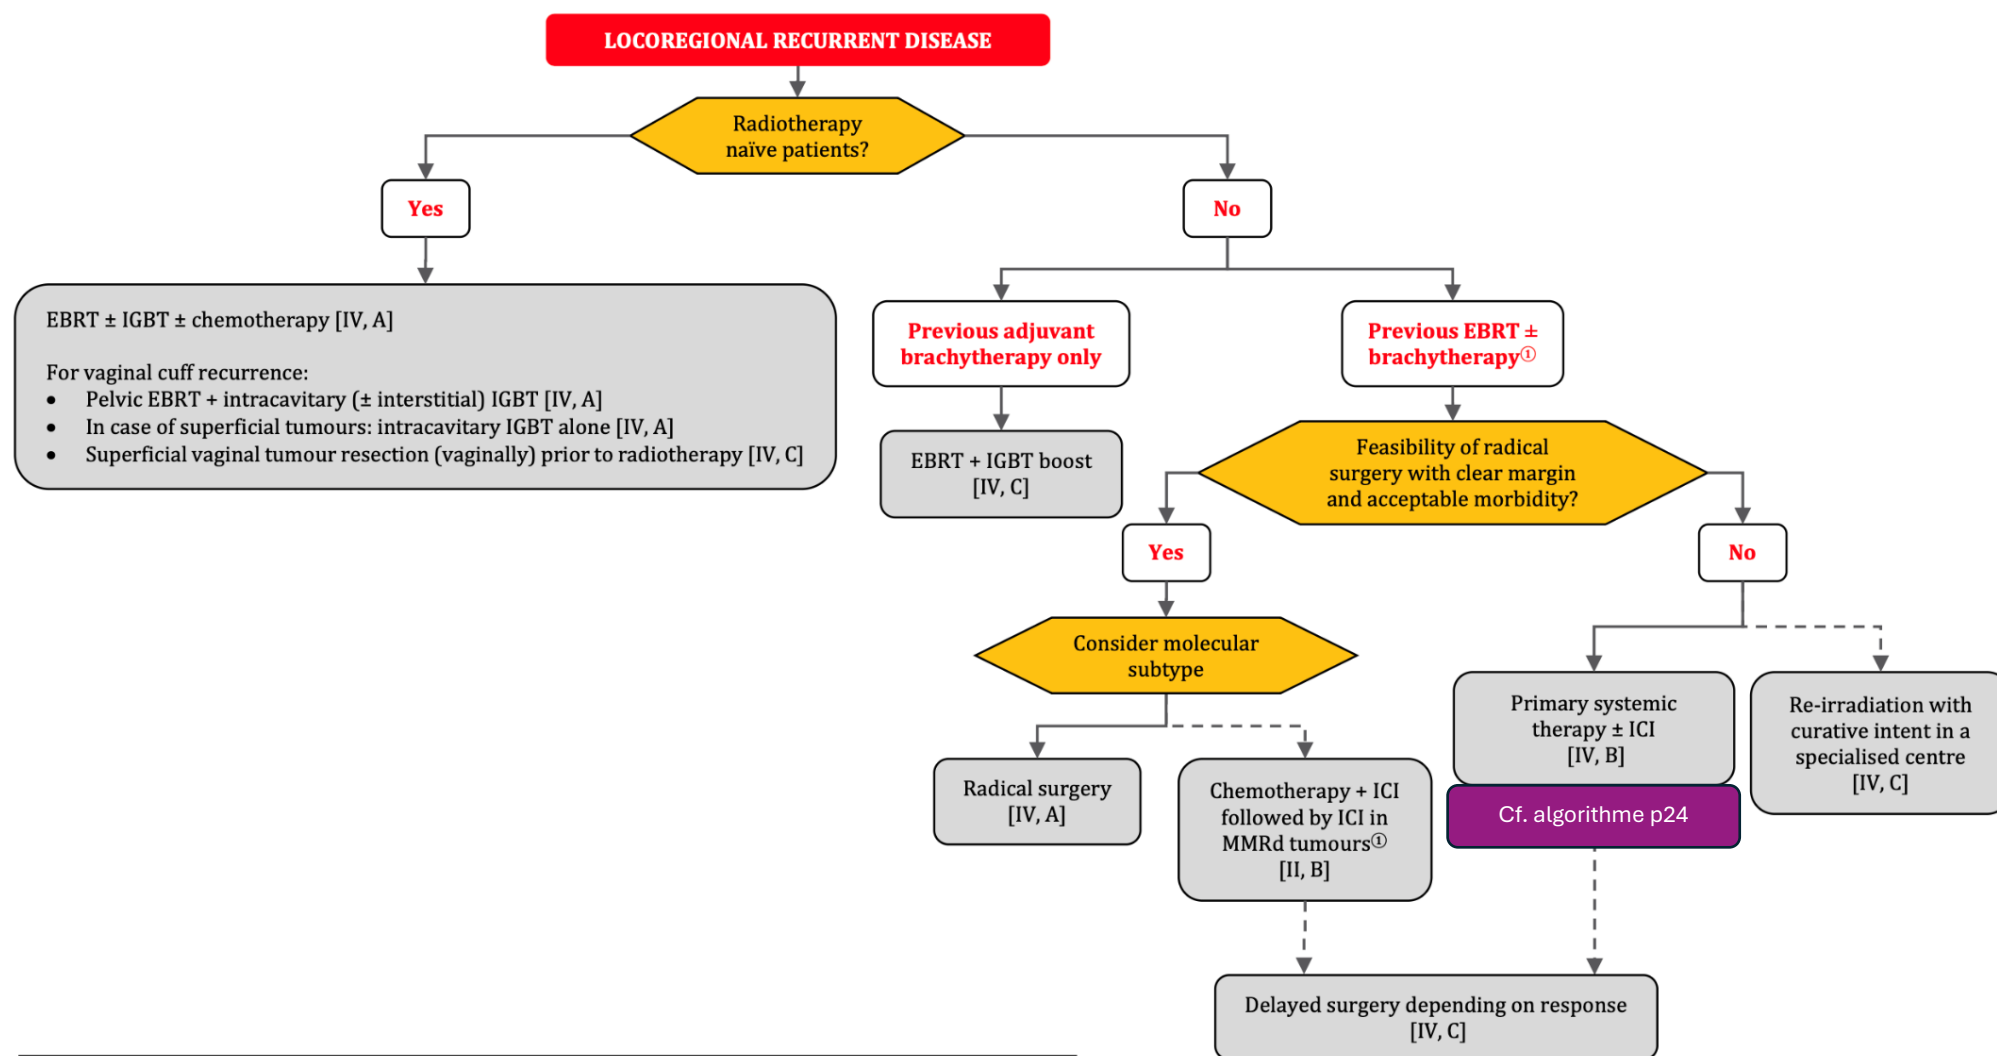 LOCOREGIONAL RECURRENT DISEASE
Radiotherapy
naïve patients?
Yes
No
EBRT ± IGBT ± chemotherapy [IV, A]
For vaginal cuff recurrence:
• Pelvic EBRT + intracavitary (± interstitial) IGBT [IV, A]
• In case of superficial tumours: intracavitary IGBT alone [IV, A]
• Superficial vaginal tumour resection (vaginally) prior to radiotherapy [IV, C]
Previous adjuvant
brachytherapy only
Previous EBRT ±
brachytherapy①
EBRT + IGBT boost
[IV, C]
Feasibility of radical
surgery with clear margin
and acceptable morbidity?
Yes
No
Consider molecular
subtype
Radical surgery
[IV, A]
Chemotherapy + ICI
followed by ICI in
MMRd tumours①
[II, B]
Primary systemic
therapy ± ICI
[IV, B]
Cf. algorithme p24
Re-irradiation with
curative intent in a
specialised centre
[IV, C]
Delayed surgery depending on response
[IV, C]